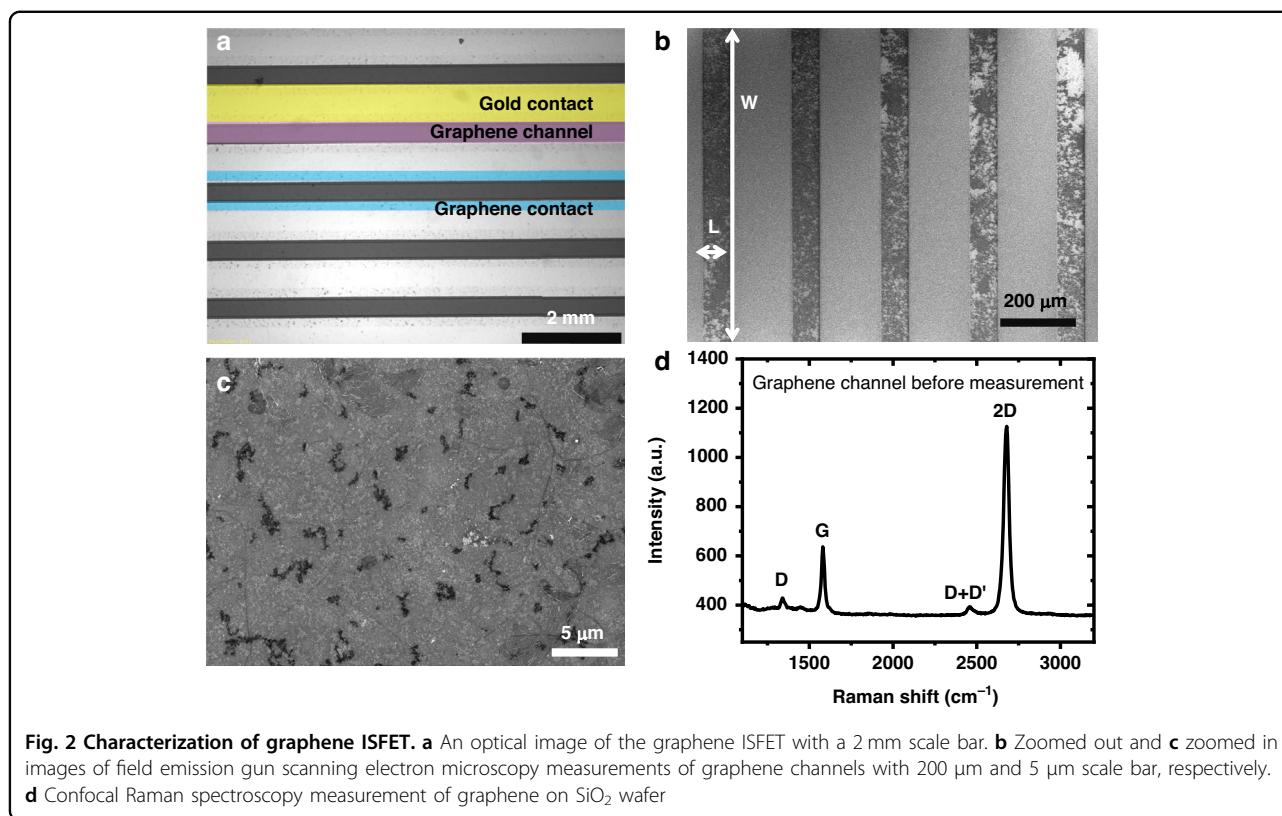 a
Gold contact
Graphene channel
Graphene contact
2 mm
b
W
L
200 µm
c
5 µm
d
Graphene channel before measurement
1400
1200
1000
800
600
400
Intensity (a.u.)
D
G
D+D'
2D
1500
2000
2500
3000
Raman shift (cm⁻¹)
Fig. 2 Characterization of graphene ISFET. a An optical image of the graphene ISFET with a 2 mm scale bar. b Zoomed out and c zoomed in
images of field emission gun scanning electron microscopy measurements of graphene channels with 200 µm and 5 µm scale bar, respectively.
d Confocal Raman spectroscopy measurement of graphene on SiO₂ wafer